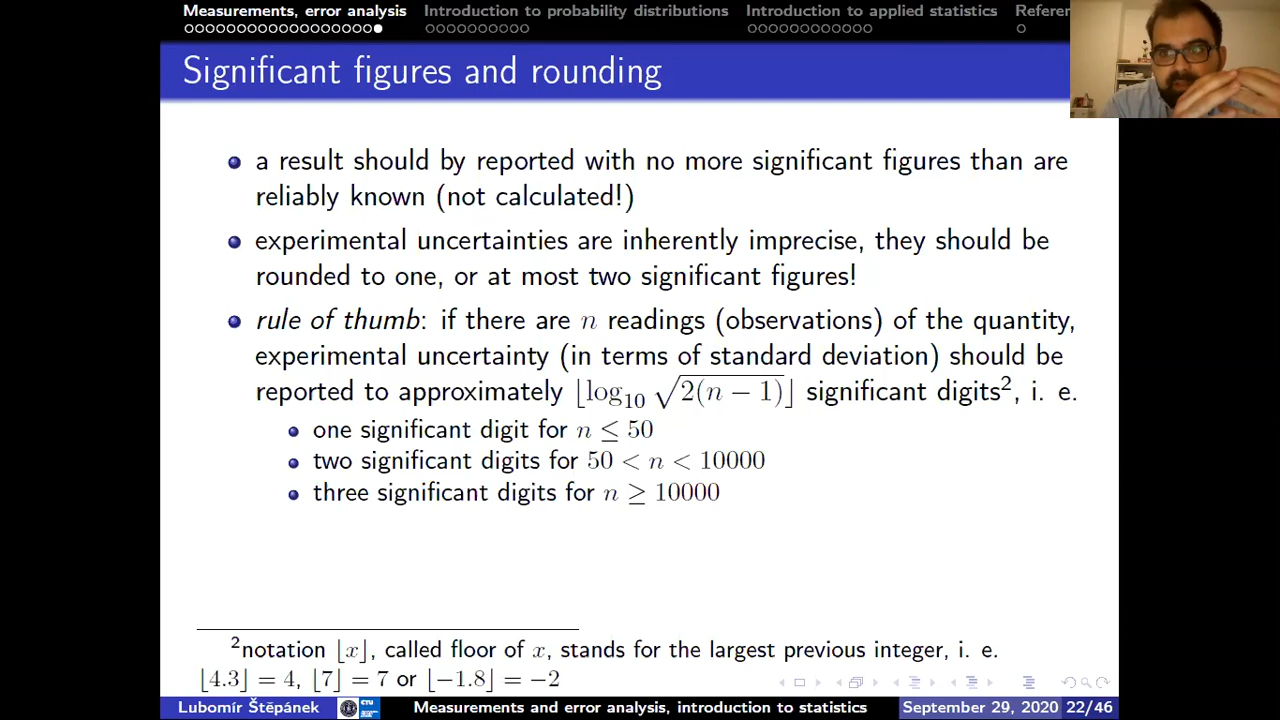 Measurements, error analysis Introduction to probability distributions Introduction to applied statistics Refere
Significant figures and rounding
a result should by reported with no more significant figures than are
reliably known (not calculated!)
experimental uncertainties are inherently imprecise, they should be
rounded to one, or at most two significant figures!
rule of thumb: if there are n readings (observations) of the quantity,
experimental uncertainty (in terms of standard deviation) should be
reported to approximately ⌊log₁₀ √2(n − 1)⌋ significant digits², i. e.
one significant digit for n ≤ 50
two significant digits for 50 < n < 10000
three significant digits for n ≥ 10000
²notation ⌊x⌋, called floor of x, stands for the largest previous integer, i. e.
⌊4.3⌋ = 4, ⌊7⌋ = 7 or ⌊−1.8⌋ = −2
Lubomír Štěpánek CTU Measurements and error analysis, introduction to statistics September 29, 2020 22/46